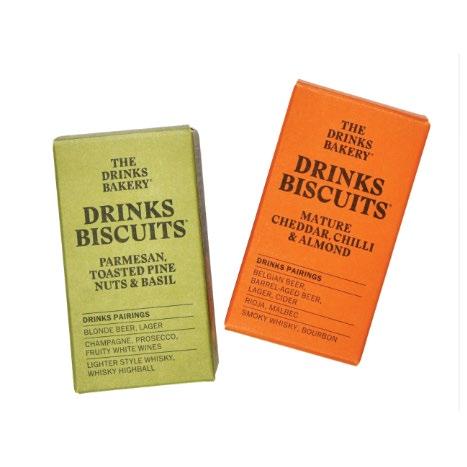 THE
DRINKS
BAKERY®
DRINKS
BISCUITS®
PARMESAN,
TOASTED PINE
NUTS & BASIL
DRINKS PAIRINGS
BLONDE BEER, LAGER
CHAMPAGNE, PROSECCO,
FRUITY WHITE WINES
LIGHTER STYLE WHISKY,
WHISKY HIGHBALL
THE
DRINKS
BAKERY®
DRINKS
BISCUITS®
MATURE
CHEDDAR, CHILLI
& ALMOND
DRINKS PAIRINGS
BELGIAN BEER,
BARREL-AGED BEER,
LAGER, CIDER
RIOJA, MALBEC
SMOKY WHISKY, BOURBON